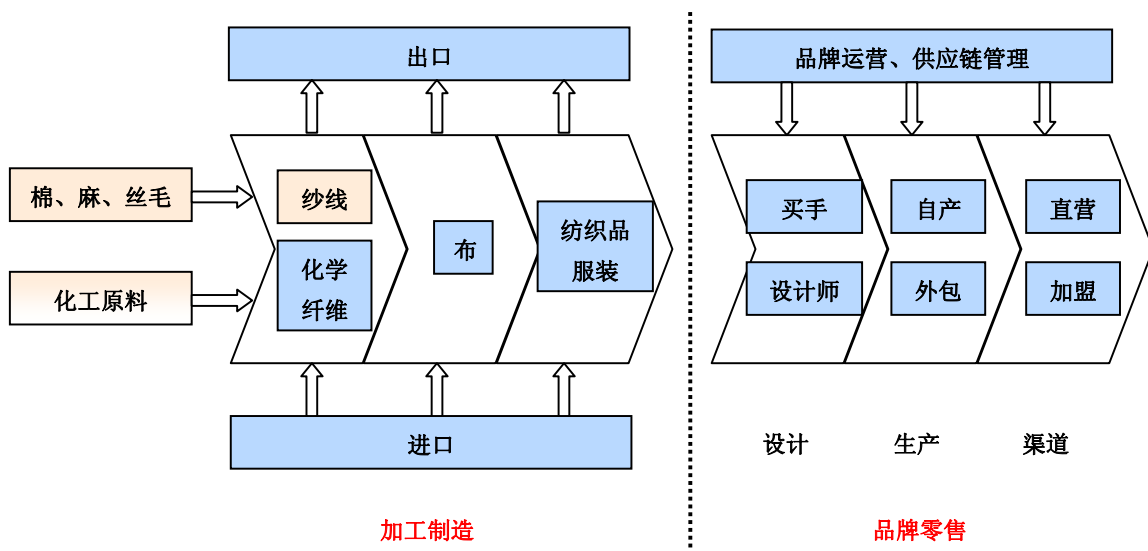 出口
品牌运营、供应链管理
棉、麻、丝毛
化工原料
纱线
化学
纤维
布
纺织品
服装
买手
自产
直营
设计师
外包
加盟
进口
设计
生产
渠道
加工制造
品牌零售